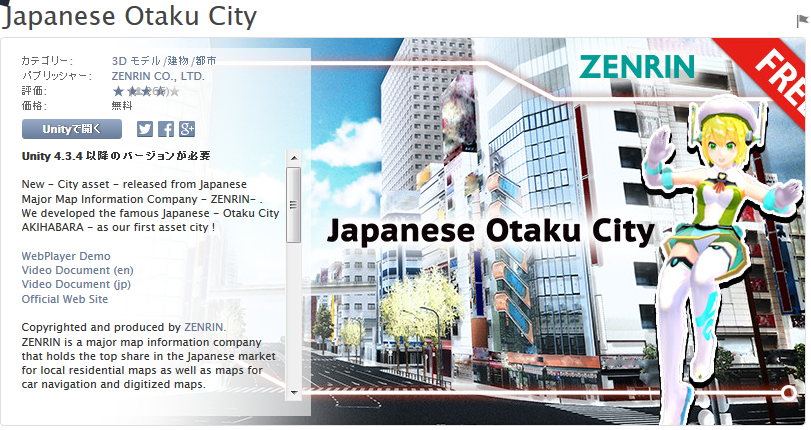 Japanese Otaku City
カテゴリー: 3D モデル/建物/都市
パブリッシャー: ZENRIN CO., LTD.
評価:
価格: 無料
Unityで開く
Unity 4.3.4 以降のバージョンが必要
New - City asset - released from Japanese
Major Map Information Company - ZENRIN- .
We developed the famous Japanese - Otaku City
AKIHABARA - as our first asset city !
WebPlayer Demo
Video Document (en)
Video Document (jp)
Official Web Site
Copyrighted and produced by ZENRIN.
ZENRIN is a major map information company
that holds the top share in the Japanese market
for local residential maps as well as maps for
car navigation and digitized maps.
ZENRIN
FREE
Japanese Otaku City